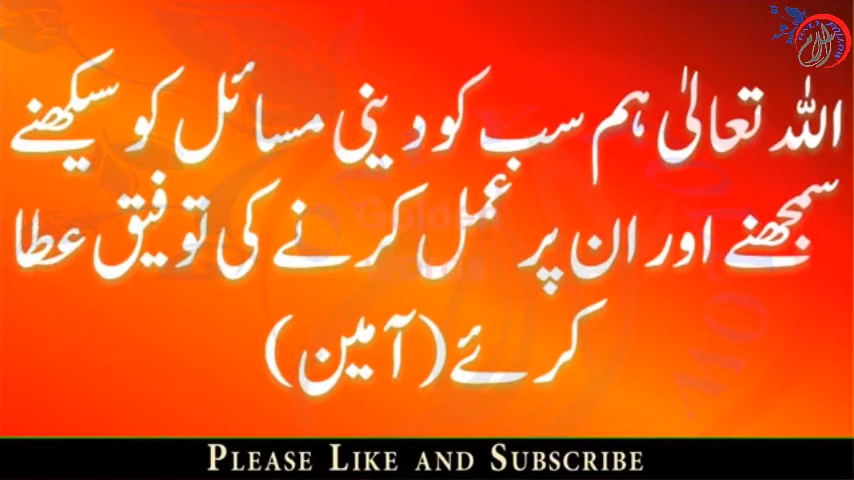 اللہ تعالیٰ ہم سب کو دینی مسائل کو سیکھنے
سمجھنے اور ان پر عمل کرنے کی توفیق عطا
کرئے (آمین)
PLEASE LIKE AND SUBSCRIBE